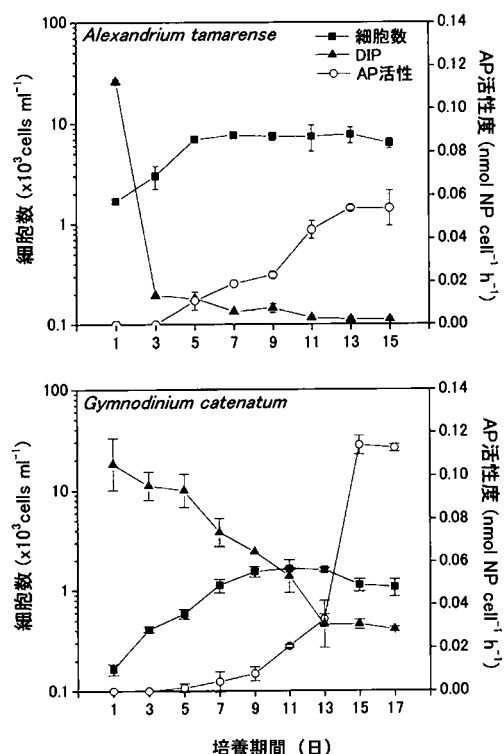 Alexandrium tamarense
細胞数
DIP
AP活性
100
10
1
0.1
0.14
0.12
0.10
0.08
0.06
0.04
0.02
0.00
細胞数 (x10³cells ml⁻¹)
AP活性度 (nmol NP cell⁻¹ h⁻¹)
1 3 5 7 9 11 13 15
Gymnodinium catenatum
100
10
1
0.1
0.14
0.12
0.10
0.08
0.06
0.04
0.02
0.00
細胞数 (x10³cells ml⁻¹)
AP活性度 (nmol NP cell⁻¹ h⁻¹)
1 3 5 7 9 11 13 15 17
培養期間 (日)